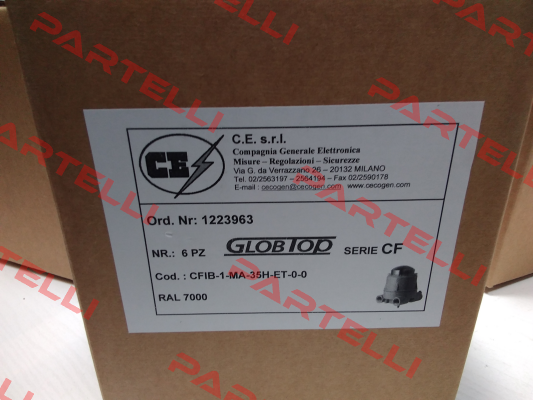 PARTELLI
CE
C.E. s.r.l.
Compagnia Generale Elettronica
Misure – Regolazioni – Sicurezze
Via G. da Verrazzano 26 – 20132 MILANO
Tel. 02/2563197 – 2564194 – Fax 02/2590178
E-mail : cecogen@cecogen.com – www.cecogen.com
Ord. Nr: 1223963
NR.: 6 PZ GLOBTOP SERIE CF
Cod. : CFIB-1-MA-35H-ET-0-0
RAL 7000
PARTELLI
PARTELLI
PARTELLI
PARTELLI